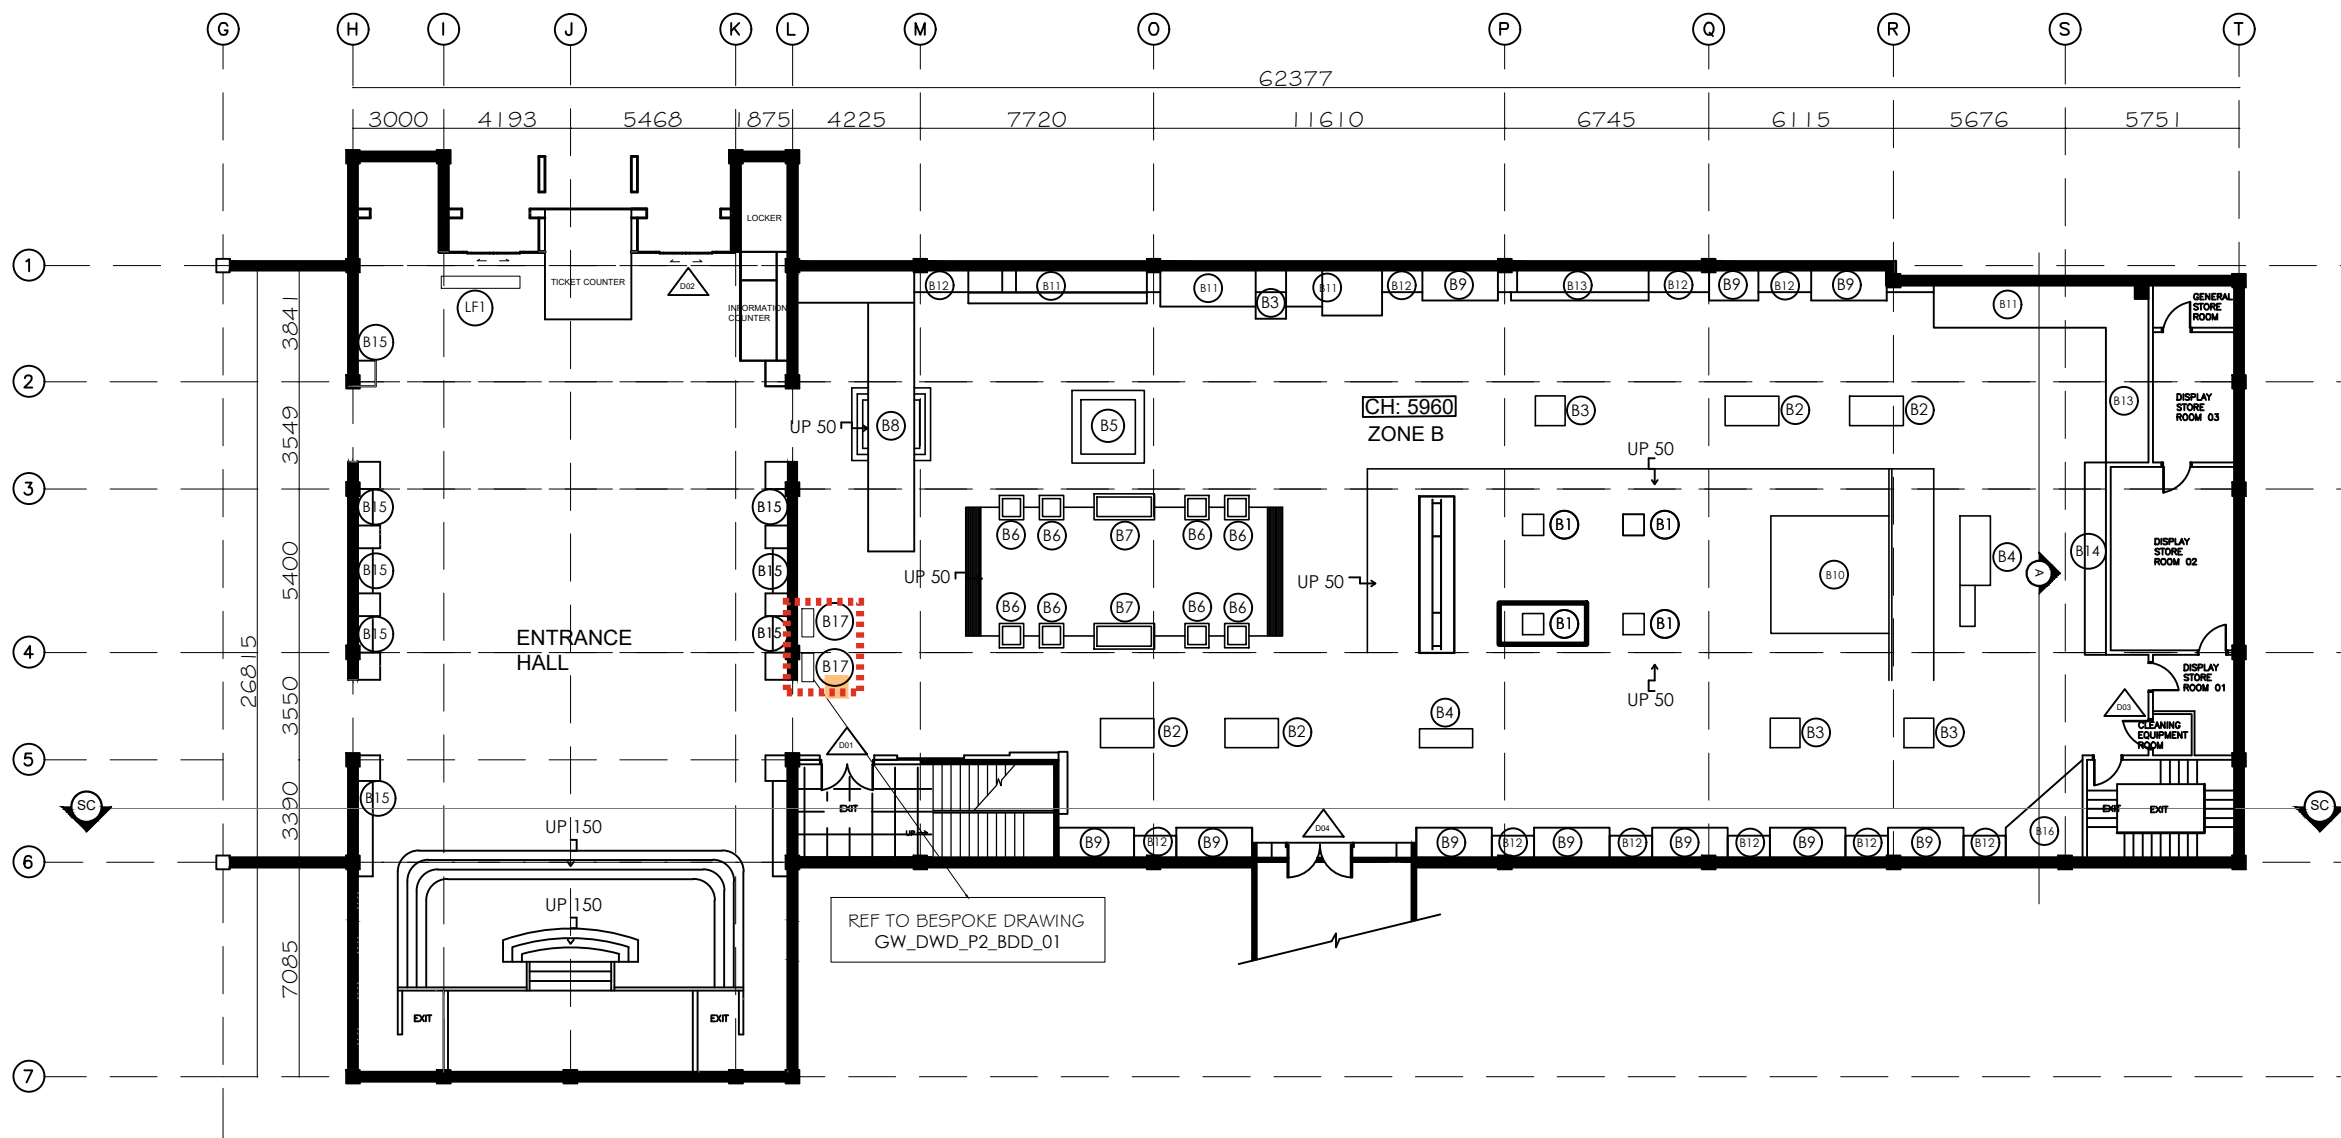 G H I J K L M O P Q R S T
62377
3000 4193 5468 1875 4225 7720 11610 6745 6115 5676 5751
LOCKER
1
TICKET COUNTER
D02
LF1
INFORMATION
COUNTER
B12 B11 B11 B3 B11 B12 B9 B13 B12 B9 B12 B9 B11
GENERAL
STORE
ROOM
3841
B15
2
3549
UP 50
B8
B5
CH: 5960
ZONE B
B3 B2 B2
B13
DISPLAY
STORE
ROOM 03
UP 50
3
B15 B15
B6 B6 B7 B6 B6
B1 B1
5400
B15 B15
UP 50
UP 50
B10
B4
A
B14
DISPLAY
STORE
ROOM 02
B6 B6 B7 B6 B6
B15 B15
B17
B1 B1
ENTRANCE
HALL
4
B17
26815
3550
UP 50
DISPLAY
STORE
ROOM 01
D03
B2 B2 B4 B3 B3
CLEANING
EQUIPMENT
ROOM
D01
5
3390
SC
B15
EXIT
UP
EXIT
EXIT
SC
UP 150
D04
B9 B12 B9 B9 B12 B9 B12 B9 B12 B9 B12 B9 B12 B16
6
UP 150
REF TO BESPOKE DRAWING
GW_DWD_P2_BDD_01
7085
EXIT EXIT
7